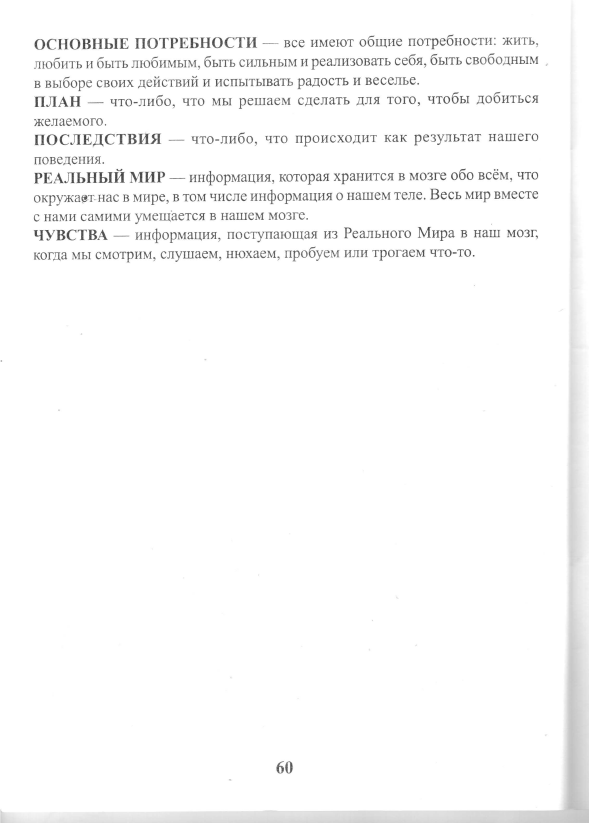 ОСНОВНЫЕ ПОТРЕБНОСТИ — все имеют общие потребности: жить,
любить и быть любимым, быть сильным и реализовать себя, быть свободным
в выборе своих действий и испытывать радость и веселье.
ПЛАН — что-либо, что мы решаем сделать для того, чтобы добиться
желаемого.
ПОСЛЕДСТВИЯ — что-либо, что происходит как результат нашего
поведения.
РЕАЛЬНЫЙ МИР — информация, которая хранится в мозге обо всём, что
окружает нас в мире, в том числе информация о нашем теле. Весь мир вместе
с нами самими умещается в нашем мозге.
ЧУВСТВА — информация, поступающая из Реального Мира в наш мозг,
когда мы смотрим, слушаем, нюхаем, пробуем или трогаем что-то.
60